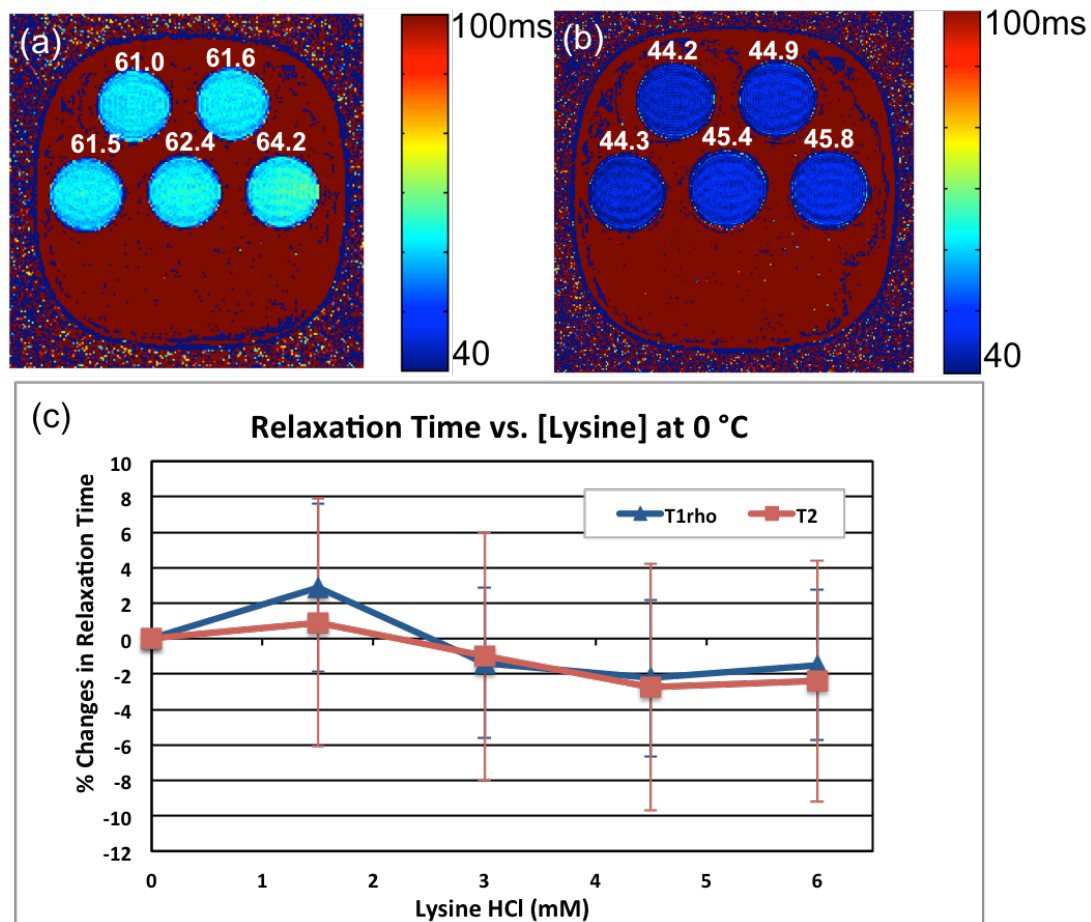 (a)
61.0 61.6
61.5 62.4 64.2
100ms
40
(b)
44.2 44.9
44.3 45.4 45.8
100ms
40
(c)
Relaxation Time vs. [Lysine] at 0 °C
% Changes in Relaxation Time
10
8
6
4
2
0
-2
-4
-6
-8
-10
-12
T1rho T2
0 1 2 3 4 5 6
Lysine HCl (mM)